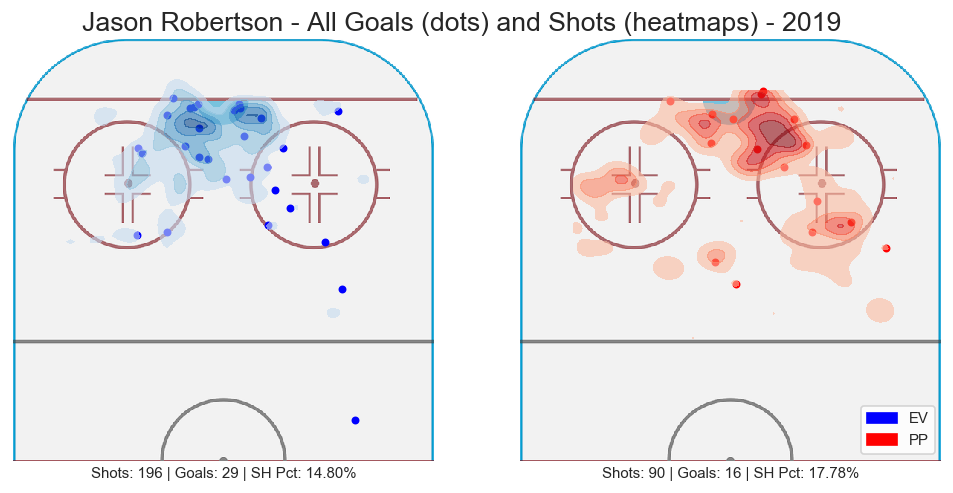 Jason Robertson - All Goals (dots) and Shots (heatmaps) - 2019
EV
PP
Shots: 196 | Goals: 29 | SH Pct: 14.80%
Shots: 90 | Goals: 16 | SH Pct: 17.78%